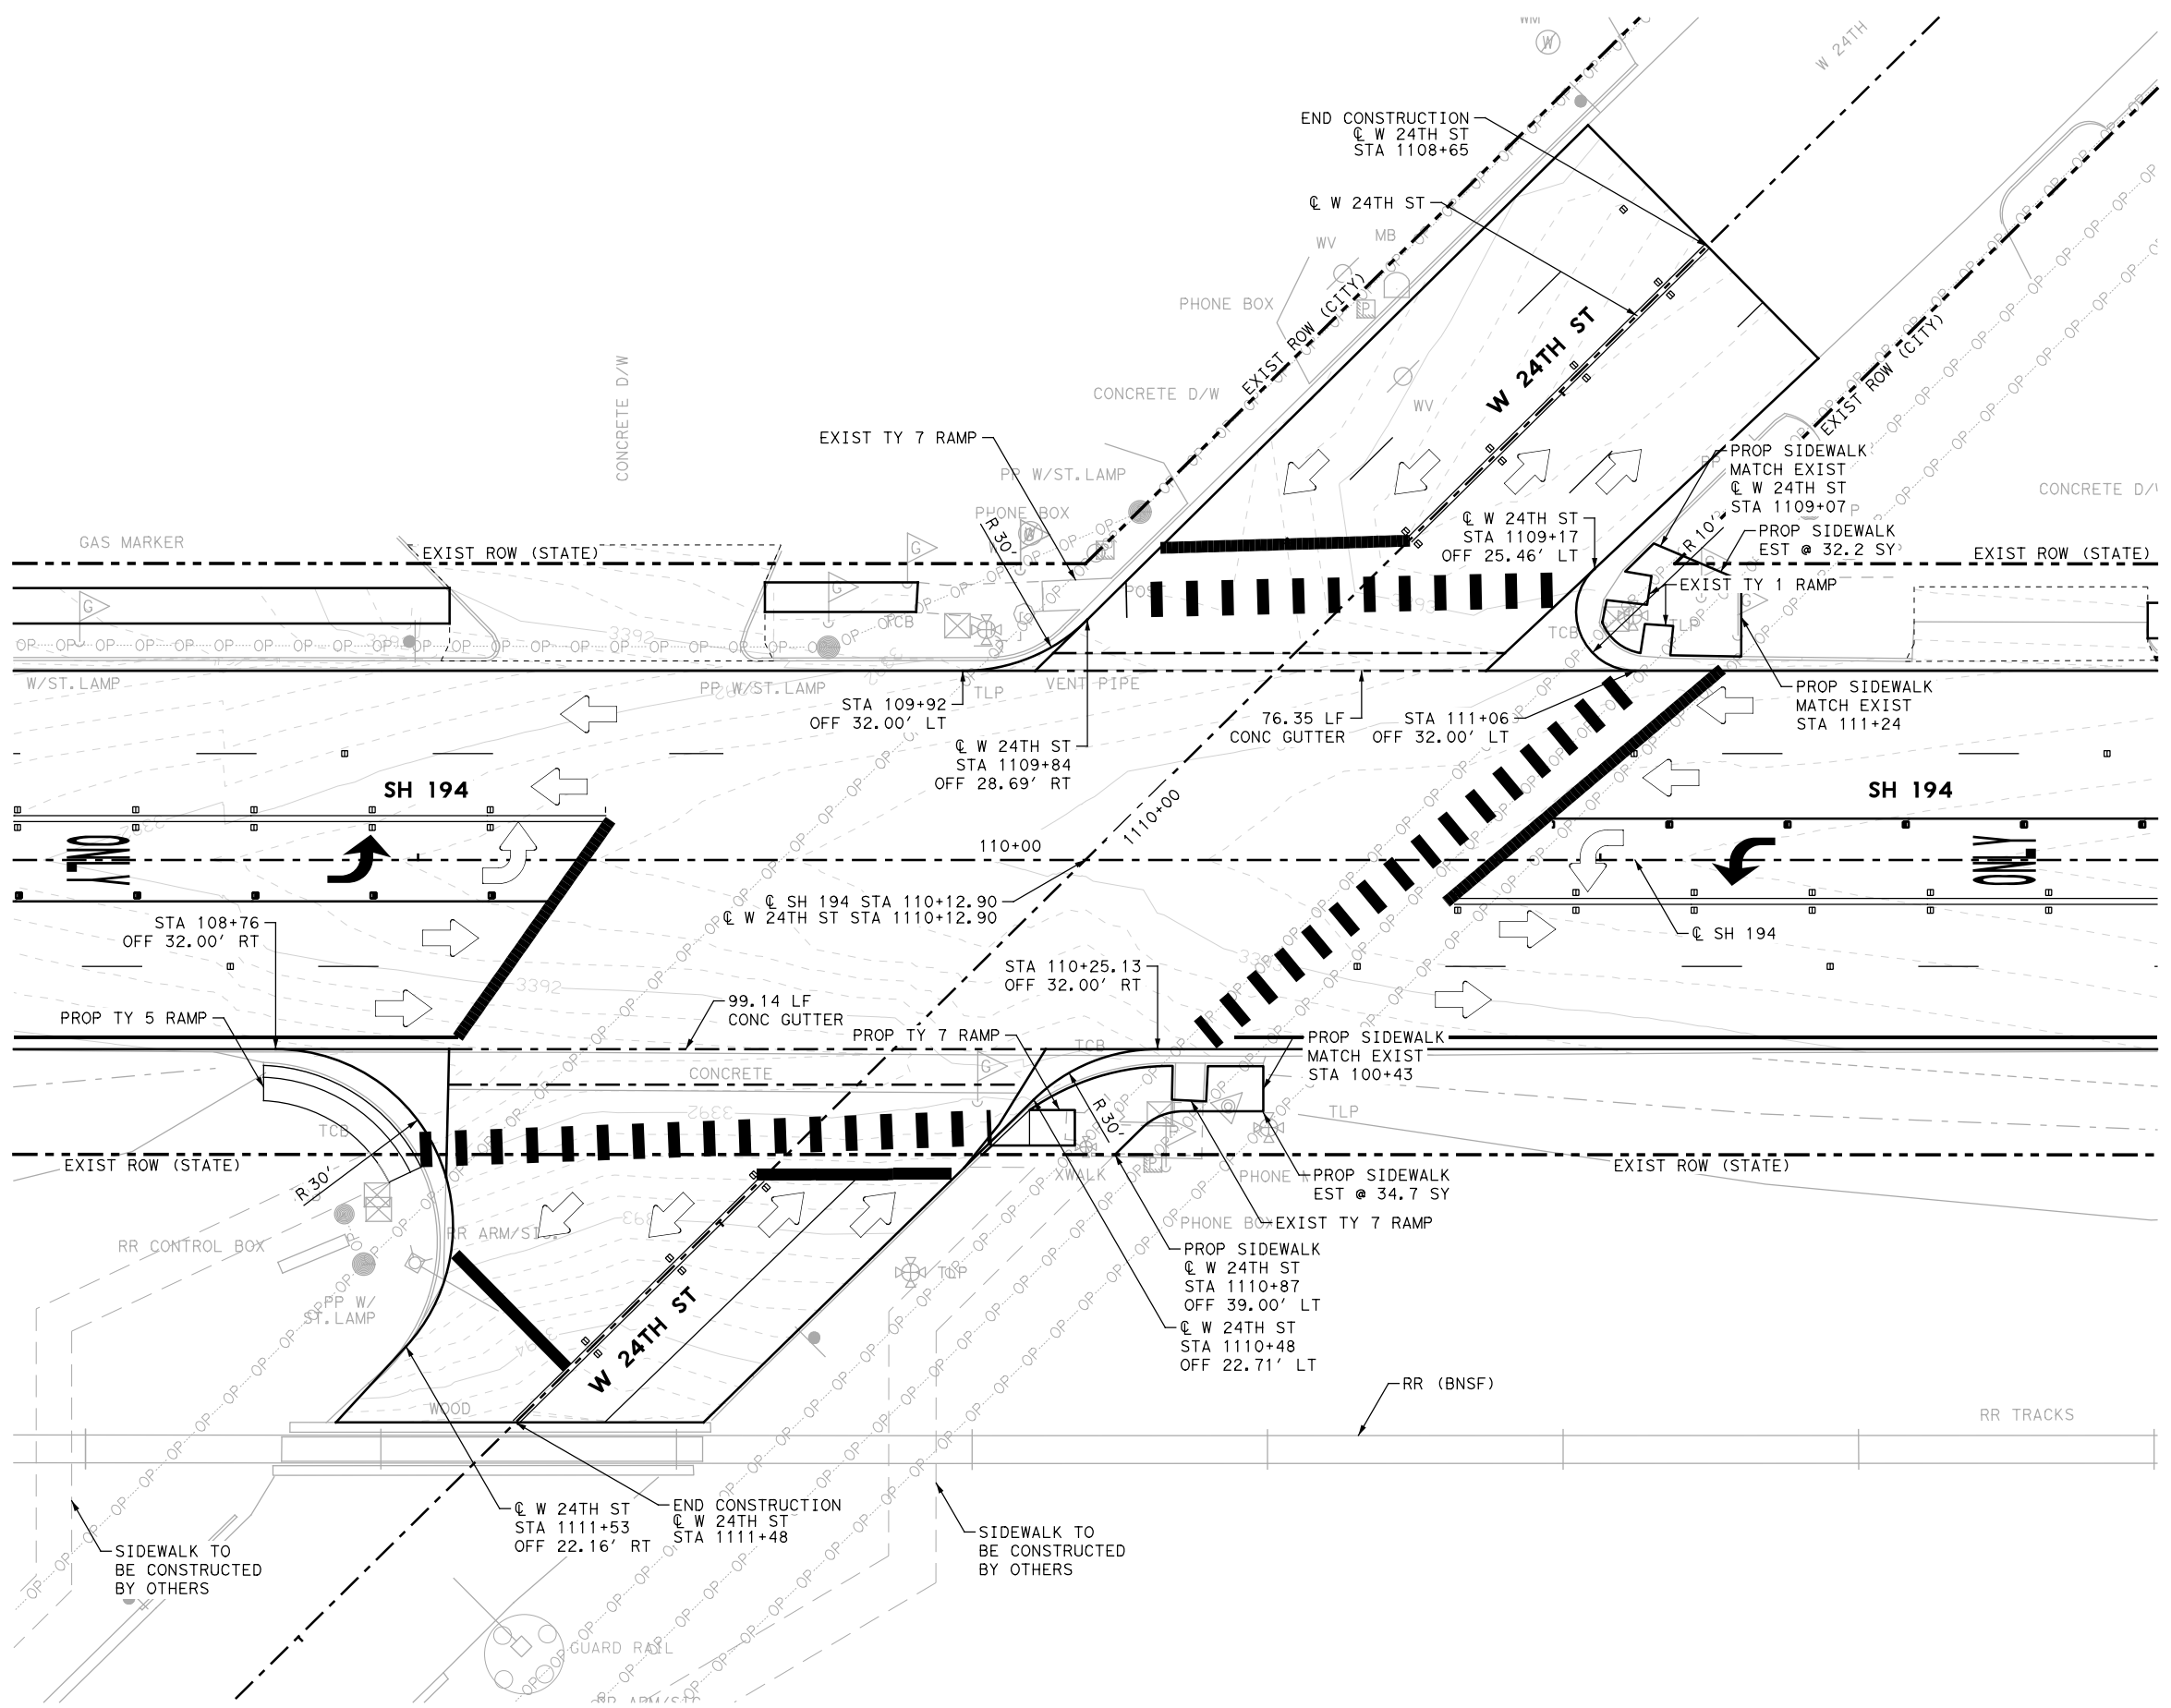 WM
W
W 24TH
END CONSTRUCTION
℄ W 24TH ST
STA 1108+65
℄ W 24TH ST
WV
MB
PHONE BOX
P
EXIST ROW (CITY)
W 24TH ST
EXIST ROW (CITY)
CONCRETE D/W
CONCRETE D/W
WV
EXIST TY 7 RAMP
PP W/ST.LAMP
PHONE BOX
R 30'
PROP SIDEWALK
MATCH EXIST
℄ W 24TH ST
STA 1109+07
CONCRETE D/
℄ W 24TH ST
STA 1109+17
OFF 25.46' LT
R 10'
PROP SIDEWALK
EST @ 32.2 SY
GAS MARKER
EXIST ROW (STATE)
EXIST ROW (STATE)
EXIST TY 1 RAMP
G
G
G
G
TCB
3392
TCB
TLP
W/ST.LAMP
PP W/ST.LAMP
TLP
VENT PIPE
STA 109+92
OFF 32.00' LT
76.35 LF
CONC GUTTER
STA 111+06
OFF 32.00' LT
PROP SIDEWALK
MATCH EXIST
STA 111+24
℄ W 24TH ST
STA 1109+84
OFF 28.69' RT
SH 194
SH 194
1110+00
110+00
ONLY
ONLY
℄ SH 194 STA 110+12.90
℄ W 24TH ST STA 1110+12.90
STA 108+76
OFF 32.00' RT
℄ SH 194
STA 110+25.13
OFF 32.00' RT
3392
99.14 LF
CONC GUTTER
PROP TY 5 RAMP
PROP TY 7 RAMP
TCB
PROP SIDEWALK
MATCH EXIST
STA 100+43
CONCRETE
G
3392
R 30'
TLP
TCB
EXIST ROW (STATE)
EXIST ROW (STATE)
XWALK
P
PHONE
PROP SIDEWALK
EST @ 34.7 SY
R 30'
PHONE BOX
EXIST TY 7 RAMP
RR CONTROL BOX
RR ARM/SIG
PROP SIDEWALK
℄ W 24TH ST
STA 1110+87
OFF 39.00' LT
TLP
PP W/
ST.LAMP
W 24TH ST
℄ W 24TH ST
STA 1110+48
OFF 22.71' LT
RR (BNSF)
WOOD
RR TRACKS
℄ W 24TH ST
STA 1111+53
OFF 22.16' RT
END CONSTRUCTION
℄ W 24TH ST
STA 1111+48
SIDEWALK TO
BE CONSTRUCTED
BY OTHERS
SIDEWALK TO
BE CONSTRUCTED
BY OTHERS
GUARD RAIL
RR ARM/SIG